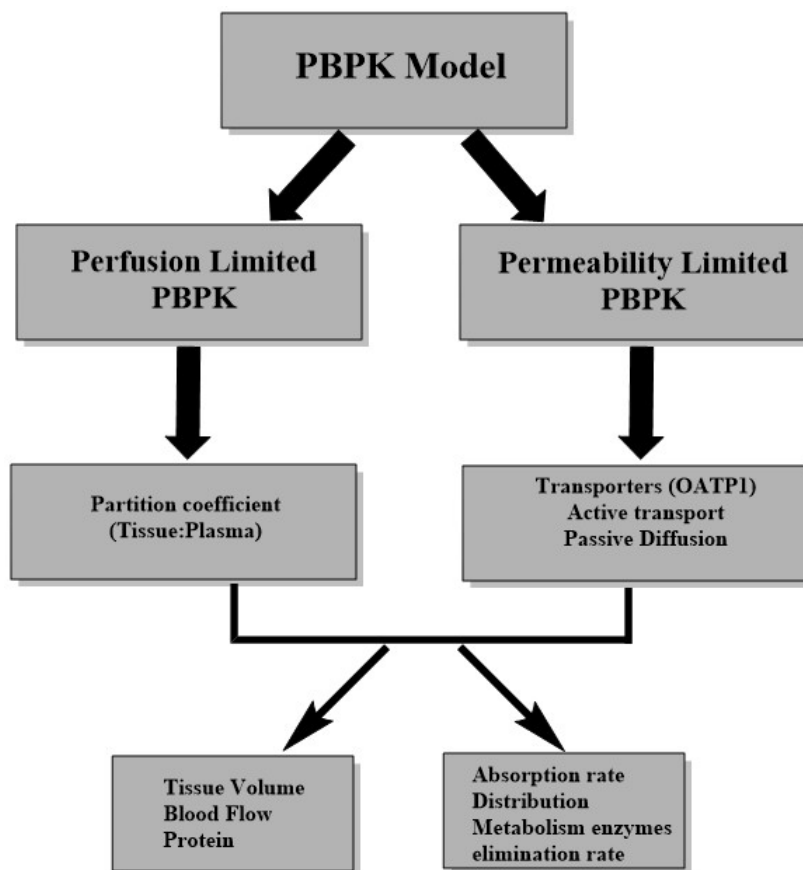 PBPK Model
Perfusion Limited
PBPK
Permeability Limited
PBPK
Partition coefficient
(Tissue:Plasma)
Transporters (OATP1)
Active transport
Passive Diffusion
Tissue Volume
Blood Flow
Protein
Absorption rate
Distribution
Metabolism enzymes
elimination rate